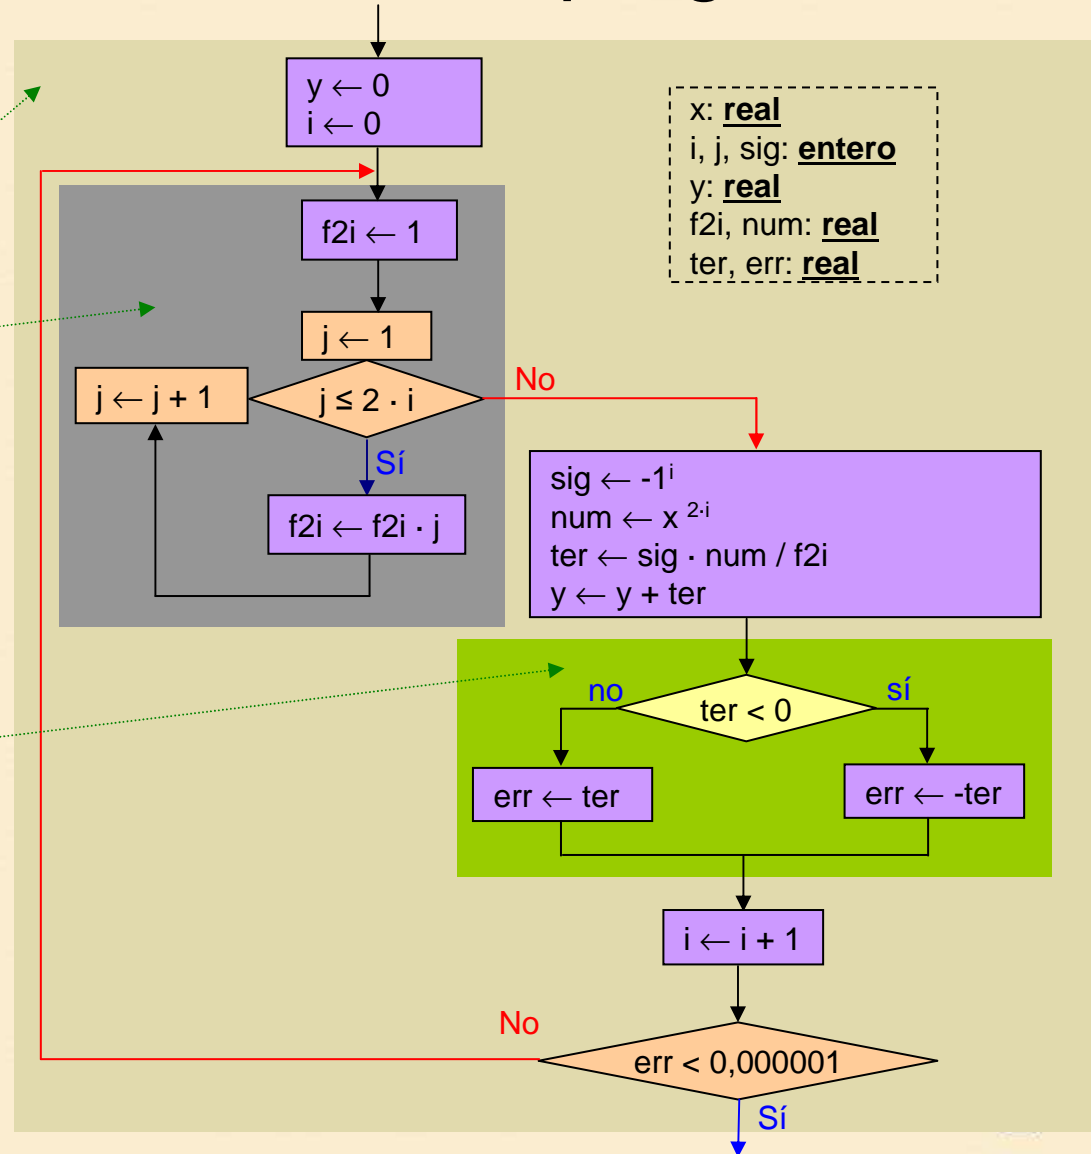 y ← 0
i ← 0
x: real
i, j, sig: entero
y: real
f2i, num: real
ter, err: real
f2i ← 1
j ← 1
j ← j + 1
j ≤ 2 · i
No
Sí
f2i ← f2i · j
sig ← -1ⁱ
num ← x ²·ⁱ
ter ← sig · num / f2i
y ← y + ter
no
ter < 0
sí
err ← ter
err ← -ter
i ← i + 1
No
err < 0,000001
Sí